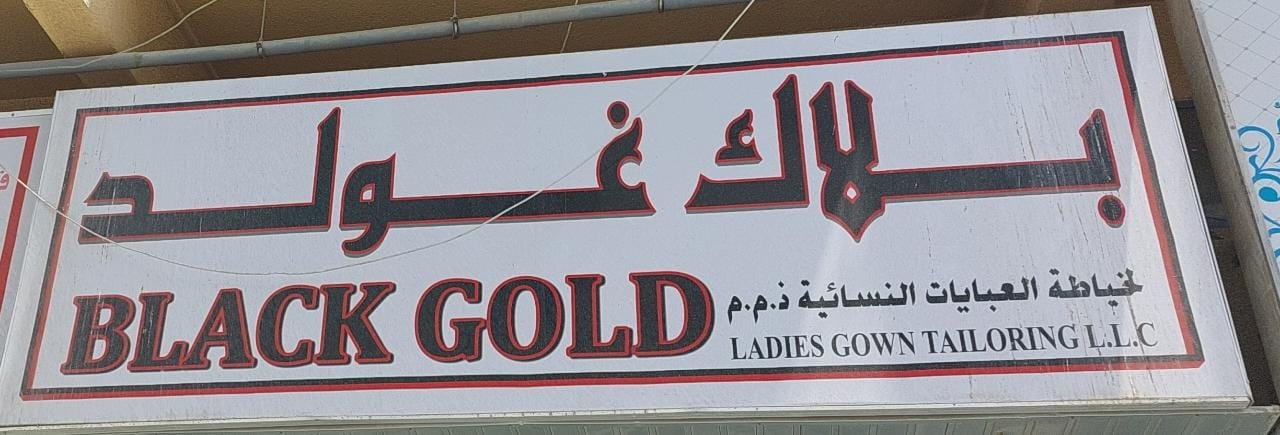 بلاك غولد
BLACK GOLD
لخياطة العبايات النسائية ذ.م.م
LADIES GOWN TAILORING L.L.C